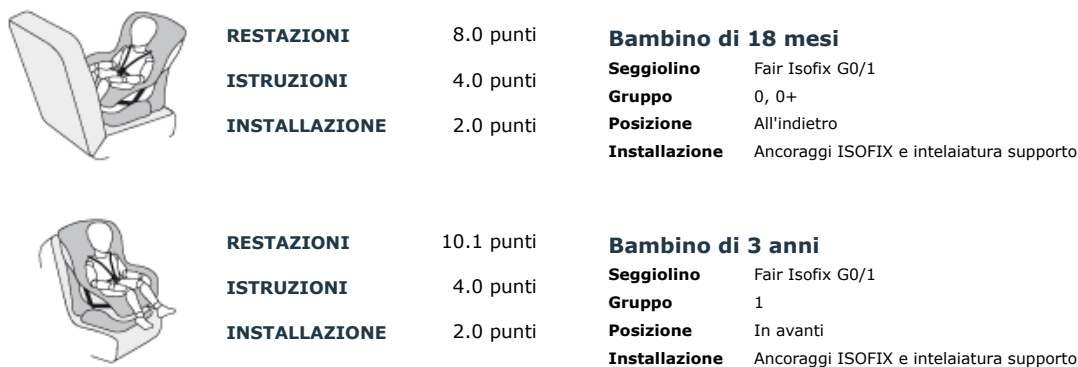 RESTAZIONI 8.0 punti
ISTRUZIONI 4.0 punti
INSTALLAZIONE 2.0 punti
Bambino di 18 mesi
Seggiolino Fair Isofix G0/1
Gruppo 0, 0+
Posizione All'indietro
Installazione Ancoraggi ISOFIX e intelaiatura supporto
RESTAZIONI 10.1 punti
ISTRUZIONI 4.0 punti
INSTALLAZIONE 2.0 punti
Bambino di 3 anni
Seggiolino Fair Isofix G0/1
Gruppo 1
Posizione In avanti
Installazione Ancoraggi ISOFIX e intelaiatura supporto